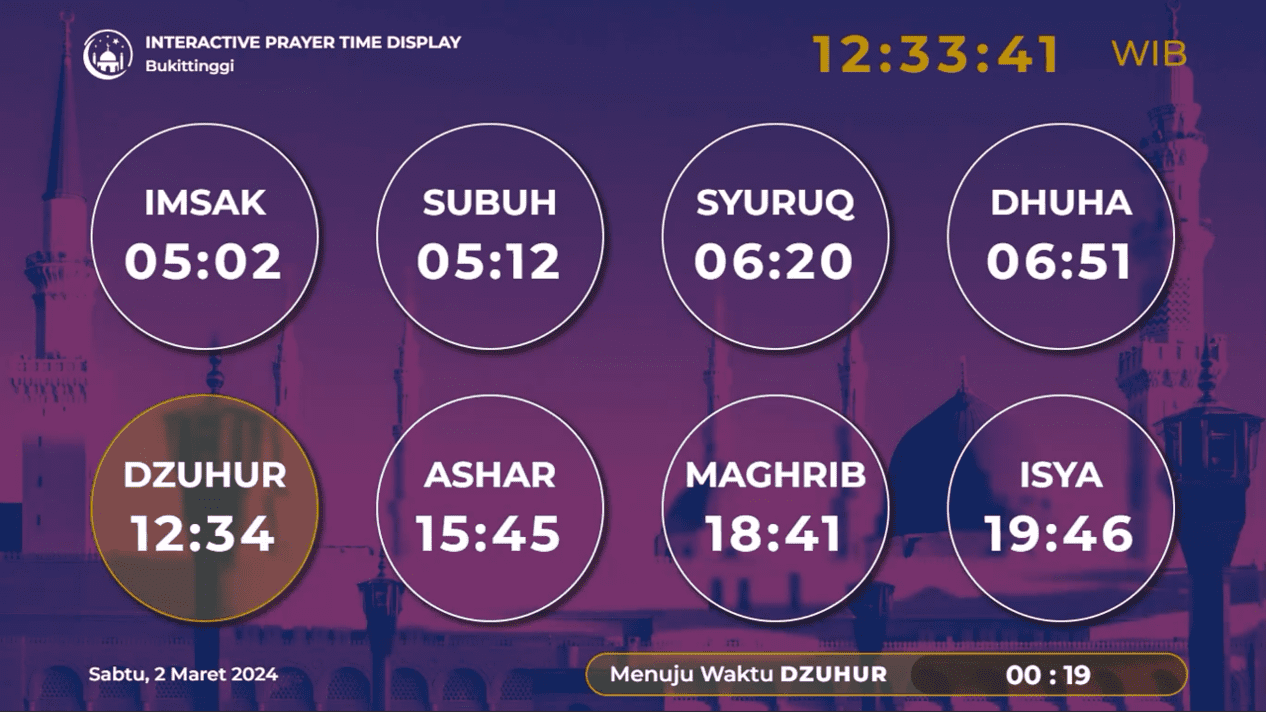 INTERACTIVE PRAYER TIME DISPLAY
Bukittinggi
12:33:41 WIB
IMSAK
05:02
SUBUH
05:12
SYURUQ
06:20
DHUHA
06:51
DZUHUR
12:34
ASHAR
15:45
MAGHRIB
18:41
ISYA
19:46
Sabtu, 2 Maret 2024
Menuju Waktu DZUHUR 00 : 19